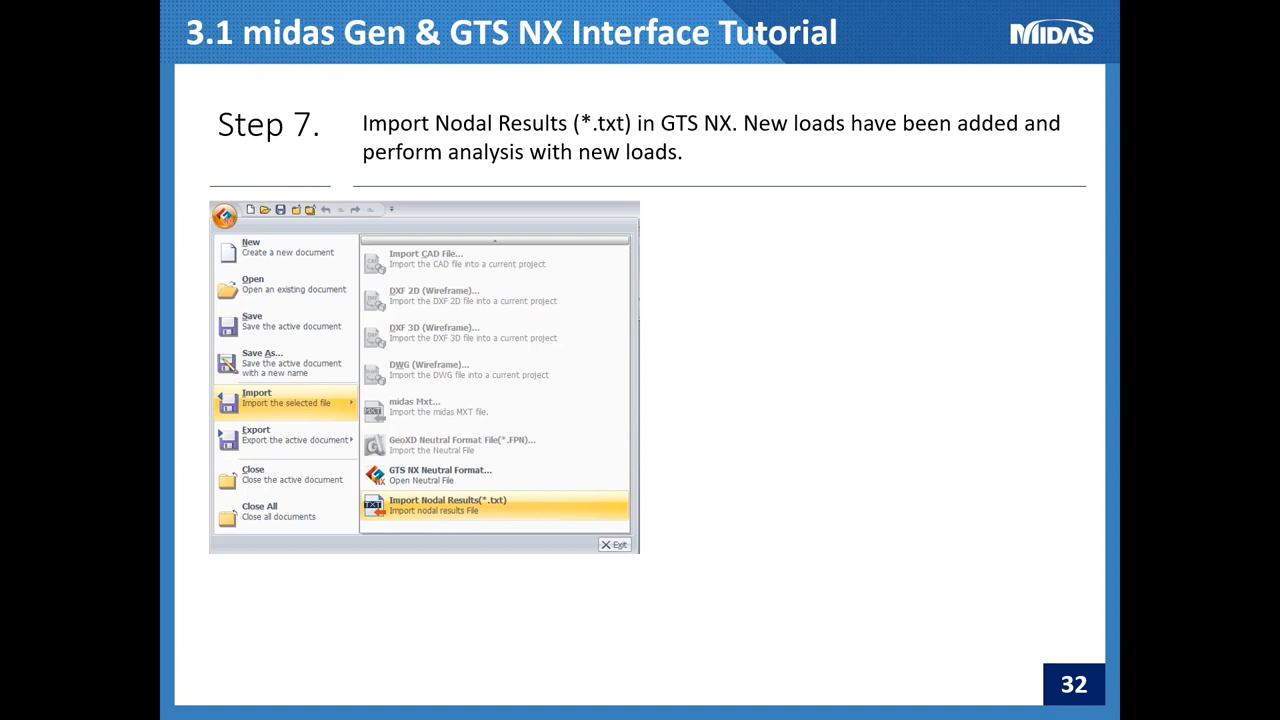 3.1 midas Gen & GTS NX Interface Tutorial
MIDAS
Step 7.
Import Nodal Results (*.txt) in GTS NX. New loads have been added and
perform analysis with new loads.
New
Create a new document
Open
Open an existing document
Save
Save the active document
Save As...
Save the active document
with a new name
Import
Import the selected file
Export
Export the active document
Close
Close the active document
Close All
Close all documents
Import CAD File...
Import the CAD file into a current project
DXF 2D (Wireframe)...
Import the DXF 2D file into a current project
DXF 3D (Wireframe)...
Import the DXF 3D file into a current project
DWG (Wireframe)...
Import the DWG file into a current project
midas Mxt...
Import the midas MXT file.
GeoXD Neutral Format File(*.FPN)...
Import the Neutral File
GTS NX Neutral Format...
Open Neutral File
Import Nodal Results(*.txt)
Import nodal results File
Exit
32